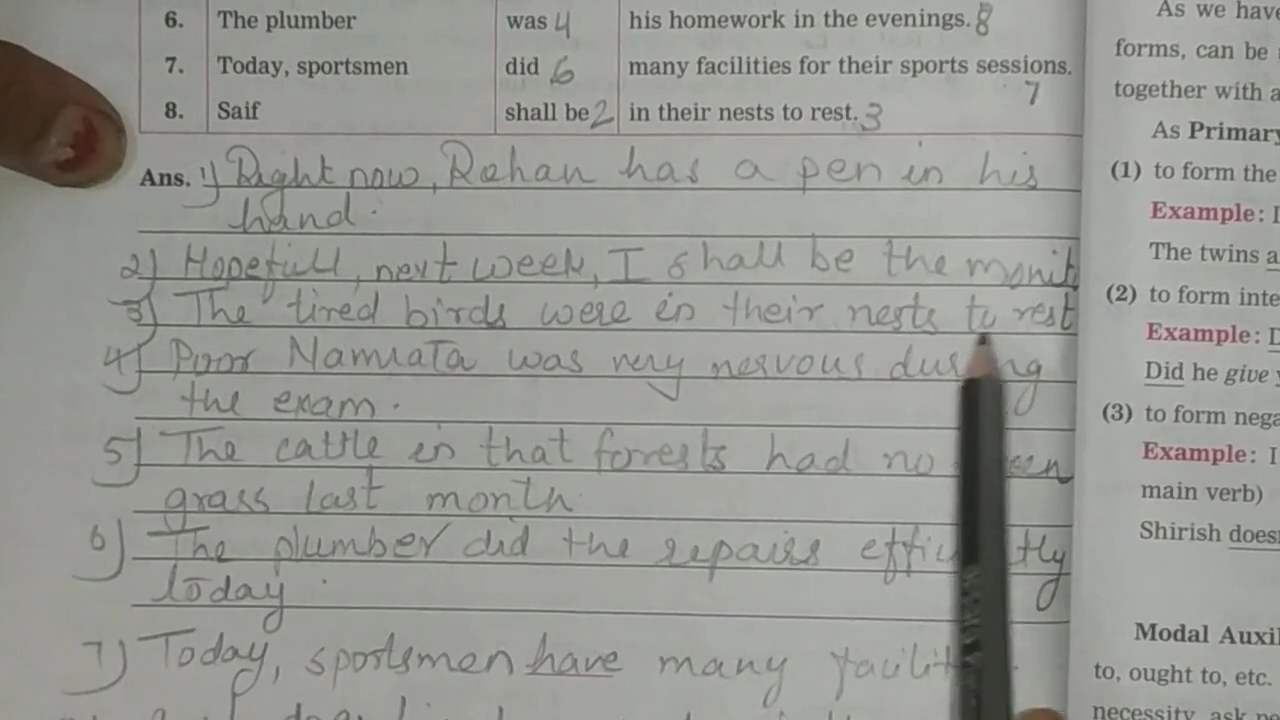 6. The plumber was 4 his homework in the evenings. 8
7. Today, sportsmen did 6 many facilities for their sports sessions. 7
8. Saif shall be 2 in their nests to rest. 3
Ans. 1) Right now, Rohan has a pen in his
hand.
2) Hopefull, next week, I shall be the monit
3) The tired birds were in their nests to rest
4) Poor Namrata was very nervous during
the exam.
5) The cattle in that forests had no
grass last month
6) The plumber did the repairs
today.
7) Today, sportsmen have many
As we have
forms, can be
together with a
As Primary
(1) to form the
Example: I
The twins a
(2) to form inte
Example: D
Did he give y
(3) to form nega
Example: I
main verb)
Shirish does
Modal Auxil
to, ought to, etc.
necessity, ask